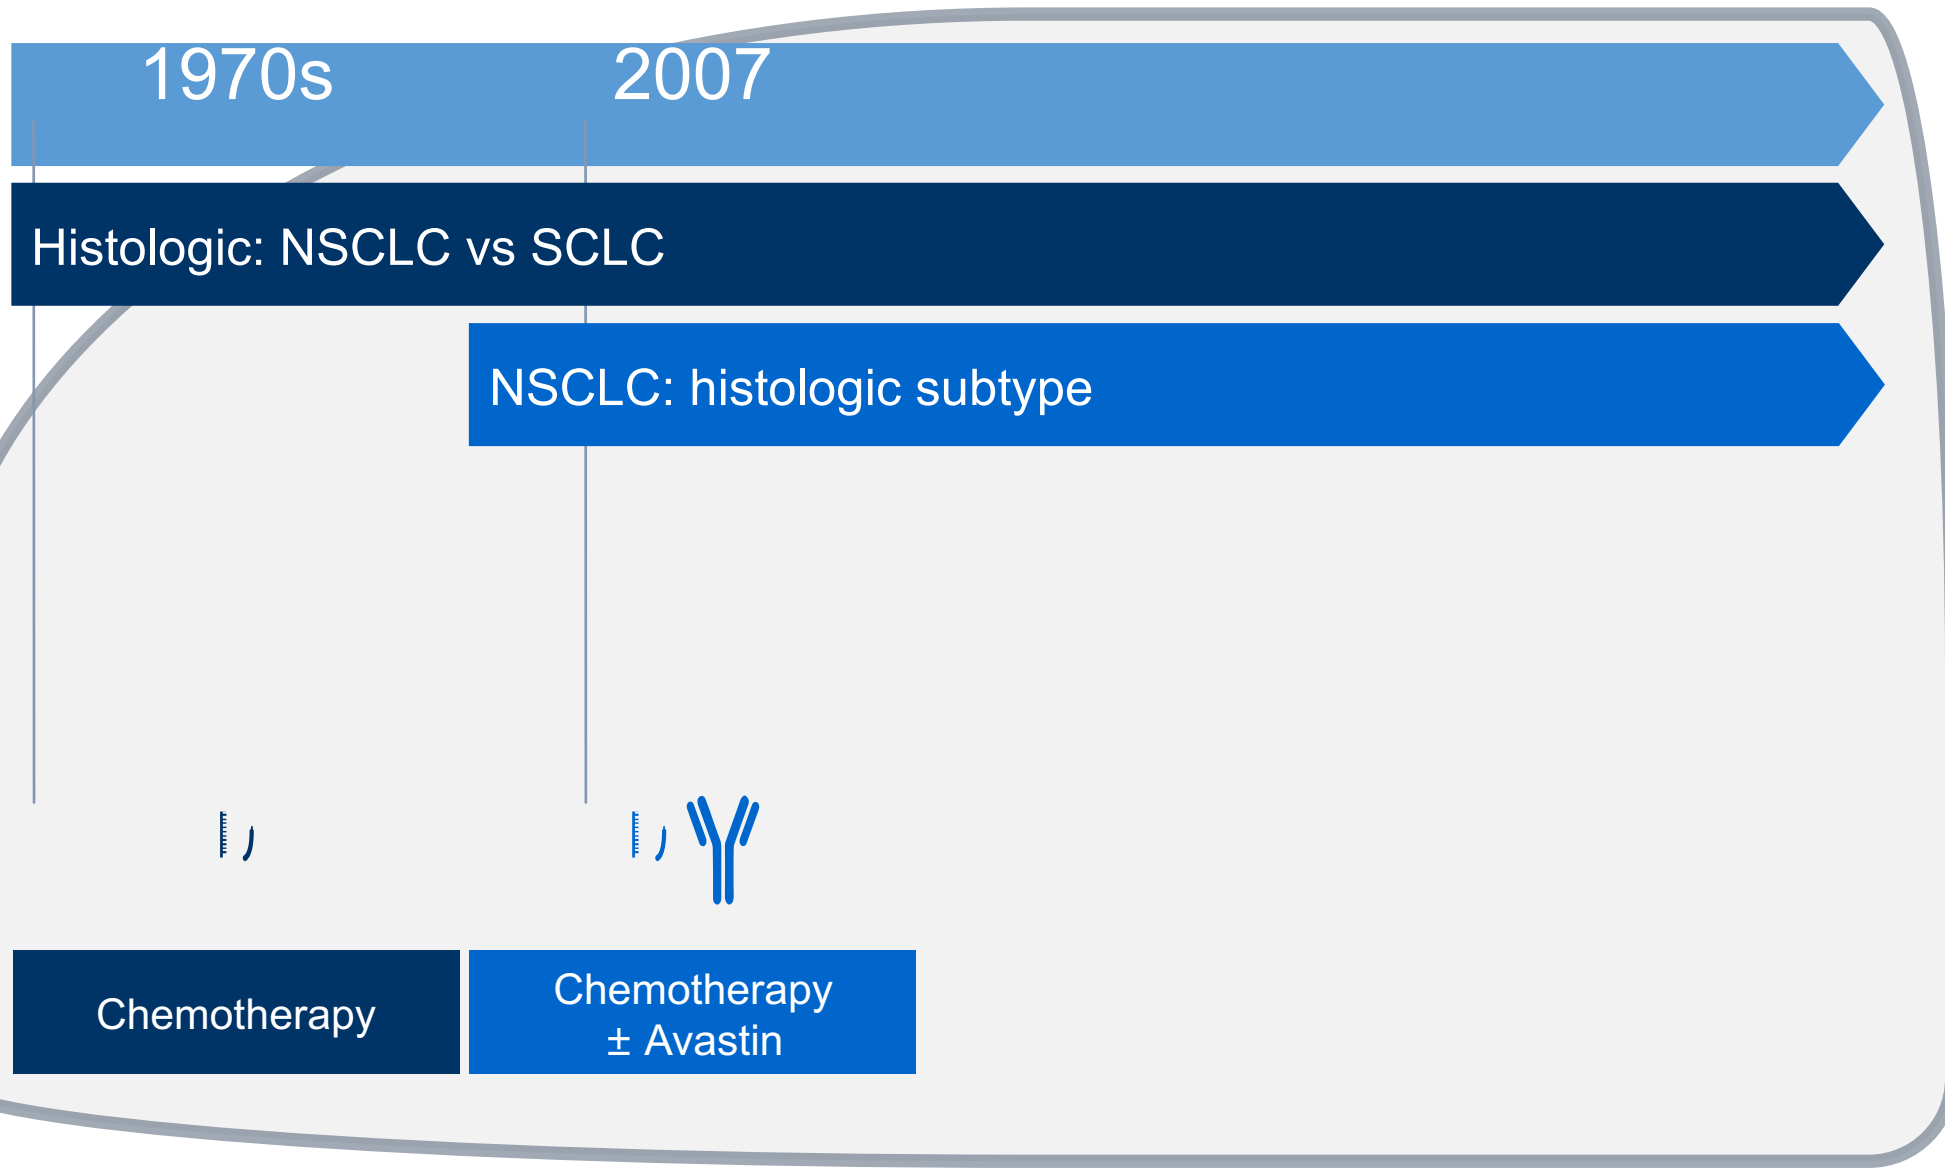 1970s
2007
Histologic: NSCLC vs SCLC
NSCLC: histologic subtype
Chemotherapy
Chemotherapy
± Avastin